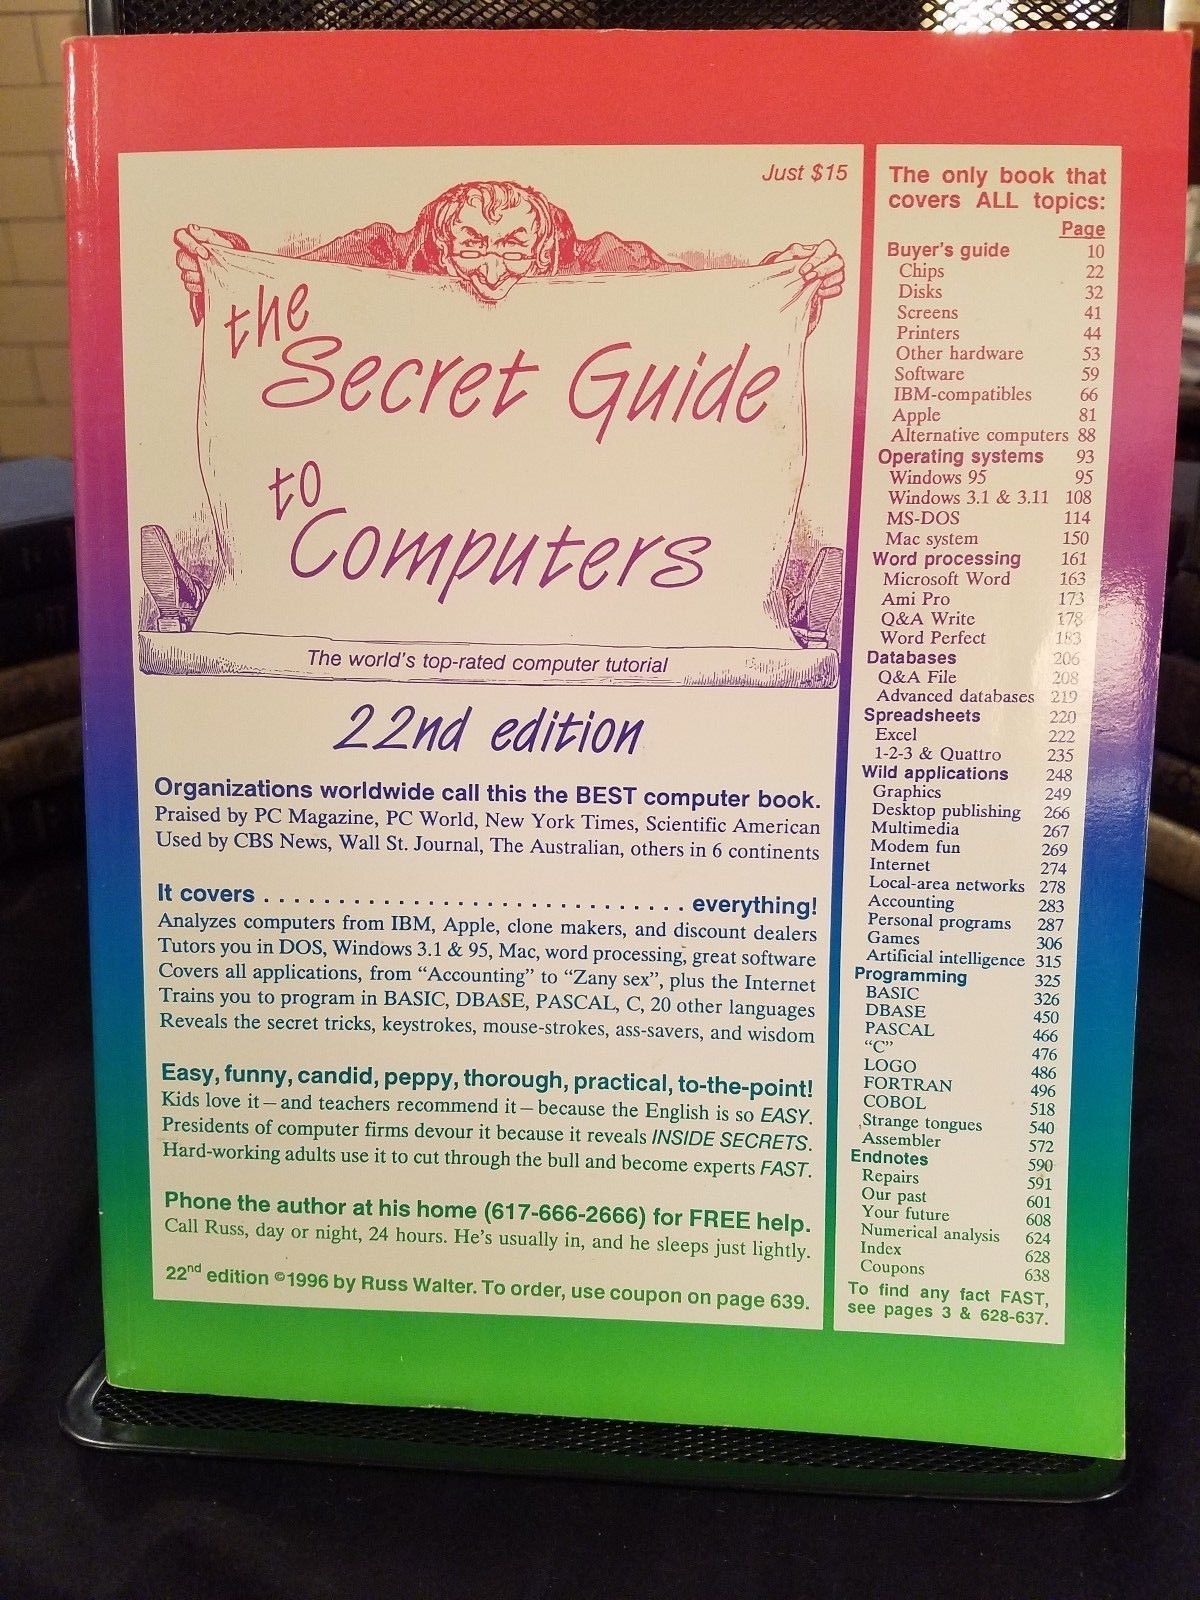 Just $15
the
Secret Guide
to
Computers
The world's top-rated computer tutorial
22nd edition
Organizations worldwide call this the BEST computer book.
Praised by PC Magazine, PC World, New York Times, Scientific American
Used by CBS News, Wall St. Journal, The Australian, others in 6 continents
It covers . . . . . . . . . . . . . . . . . . . . . . . . . . . . . everything!
Analyzes computers from IBM, Apple, clone makers, and discount dealers
Tutors you in DOS, Windows 3.1 & 95, Mac, word processing, great software
Covers all applications, from “Accounting” to “Zany sex”, plus the Internet
Trains you to program in BASIC, DBASE, PASCAL, C, 20 other languages
Reveals the secret tricks, keystrokes, mouse-strokes, ass-savers, and wisdom
Easy, funny, candid, peppy, thorough, practical, to-the-point!
Kids love it – and teachers recommend it – because the English is so EASY.
Presidents of computer firms devour it because it reveals INSIDE SECRETS.
Hard-working adults use it to cut through the bull and become experts FAST.
Phone the author at his home (617-666-2666) for FREE help.
Call Russ, day or night, 24 hours. He's usually in, and he sleeps just lightly.
22nd edition ©1996 by Russ Walter. To order, use coupon on page 639.
The only book that
covers ALL topics:
Page
Buyer's guide 10
Chips 22
Disks 32
Screens 41
Printers 44
Other hardware 53
Software 59
IBM-compatibles 66
Apple 81
Alternative computers 88
Operating systems 93
Windows 95 95
Windows 3.1 & 3.11 108
MS-DOS 114
Mac system 150
Word processing 161
Microsoft Word 163
Ami Pro 173
Q&A Write 178
Word Perfect 183
Databases 206
Q&A File 208
Advanced databases 219
Spreadsheets 220
Excel 222
1-2-3 & Quattro 235
Wild applications 248
Graphics 249
Desktop publishing 266
Multimedia 267
Modem fun 269
Internet 274
Local-area networks 278
Accounting 283
Personal programs 287
Games 306
Artificial intelligence 315
Programming 325
BASIC 326
DBASE 450
PASCAL 466
“C” 476
LOGO 486
FORTRAN 496
COBOL 518
Strange tongues 540
Assembler 572
Endnotes 590
Repairs 591
Our past 601
Your future 608
Numerical analysis 624
Index 628
Coupons 638
To find any fact FAST,
see pages 3 & 628-637.